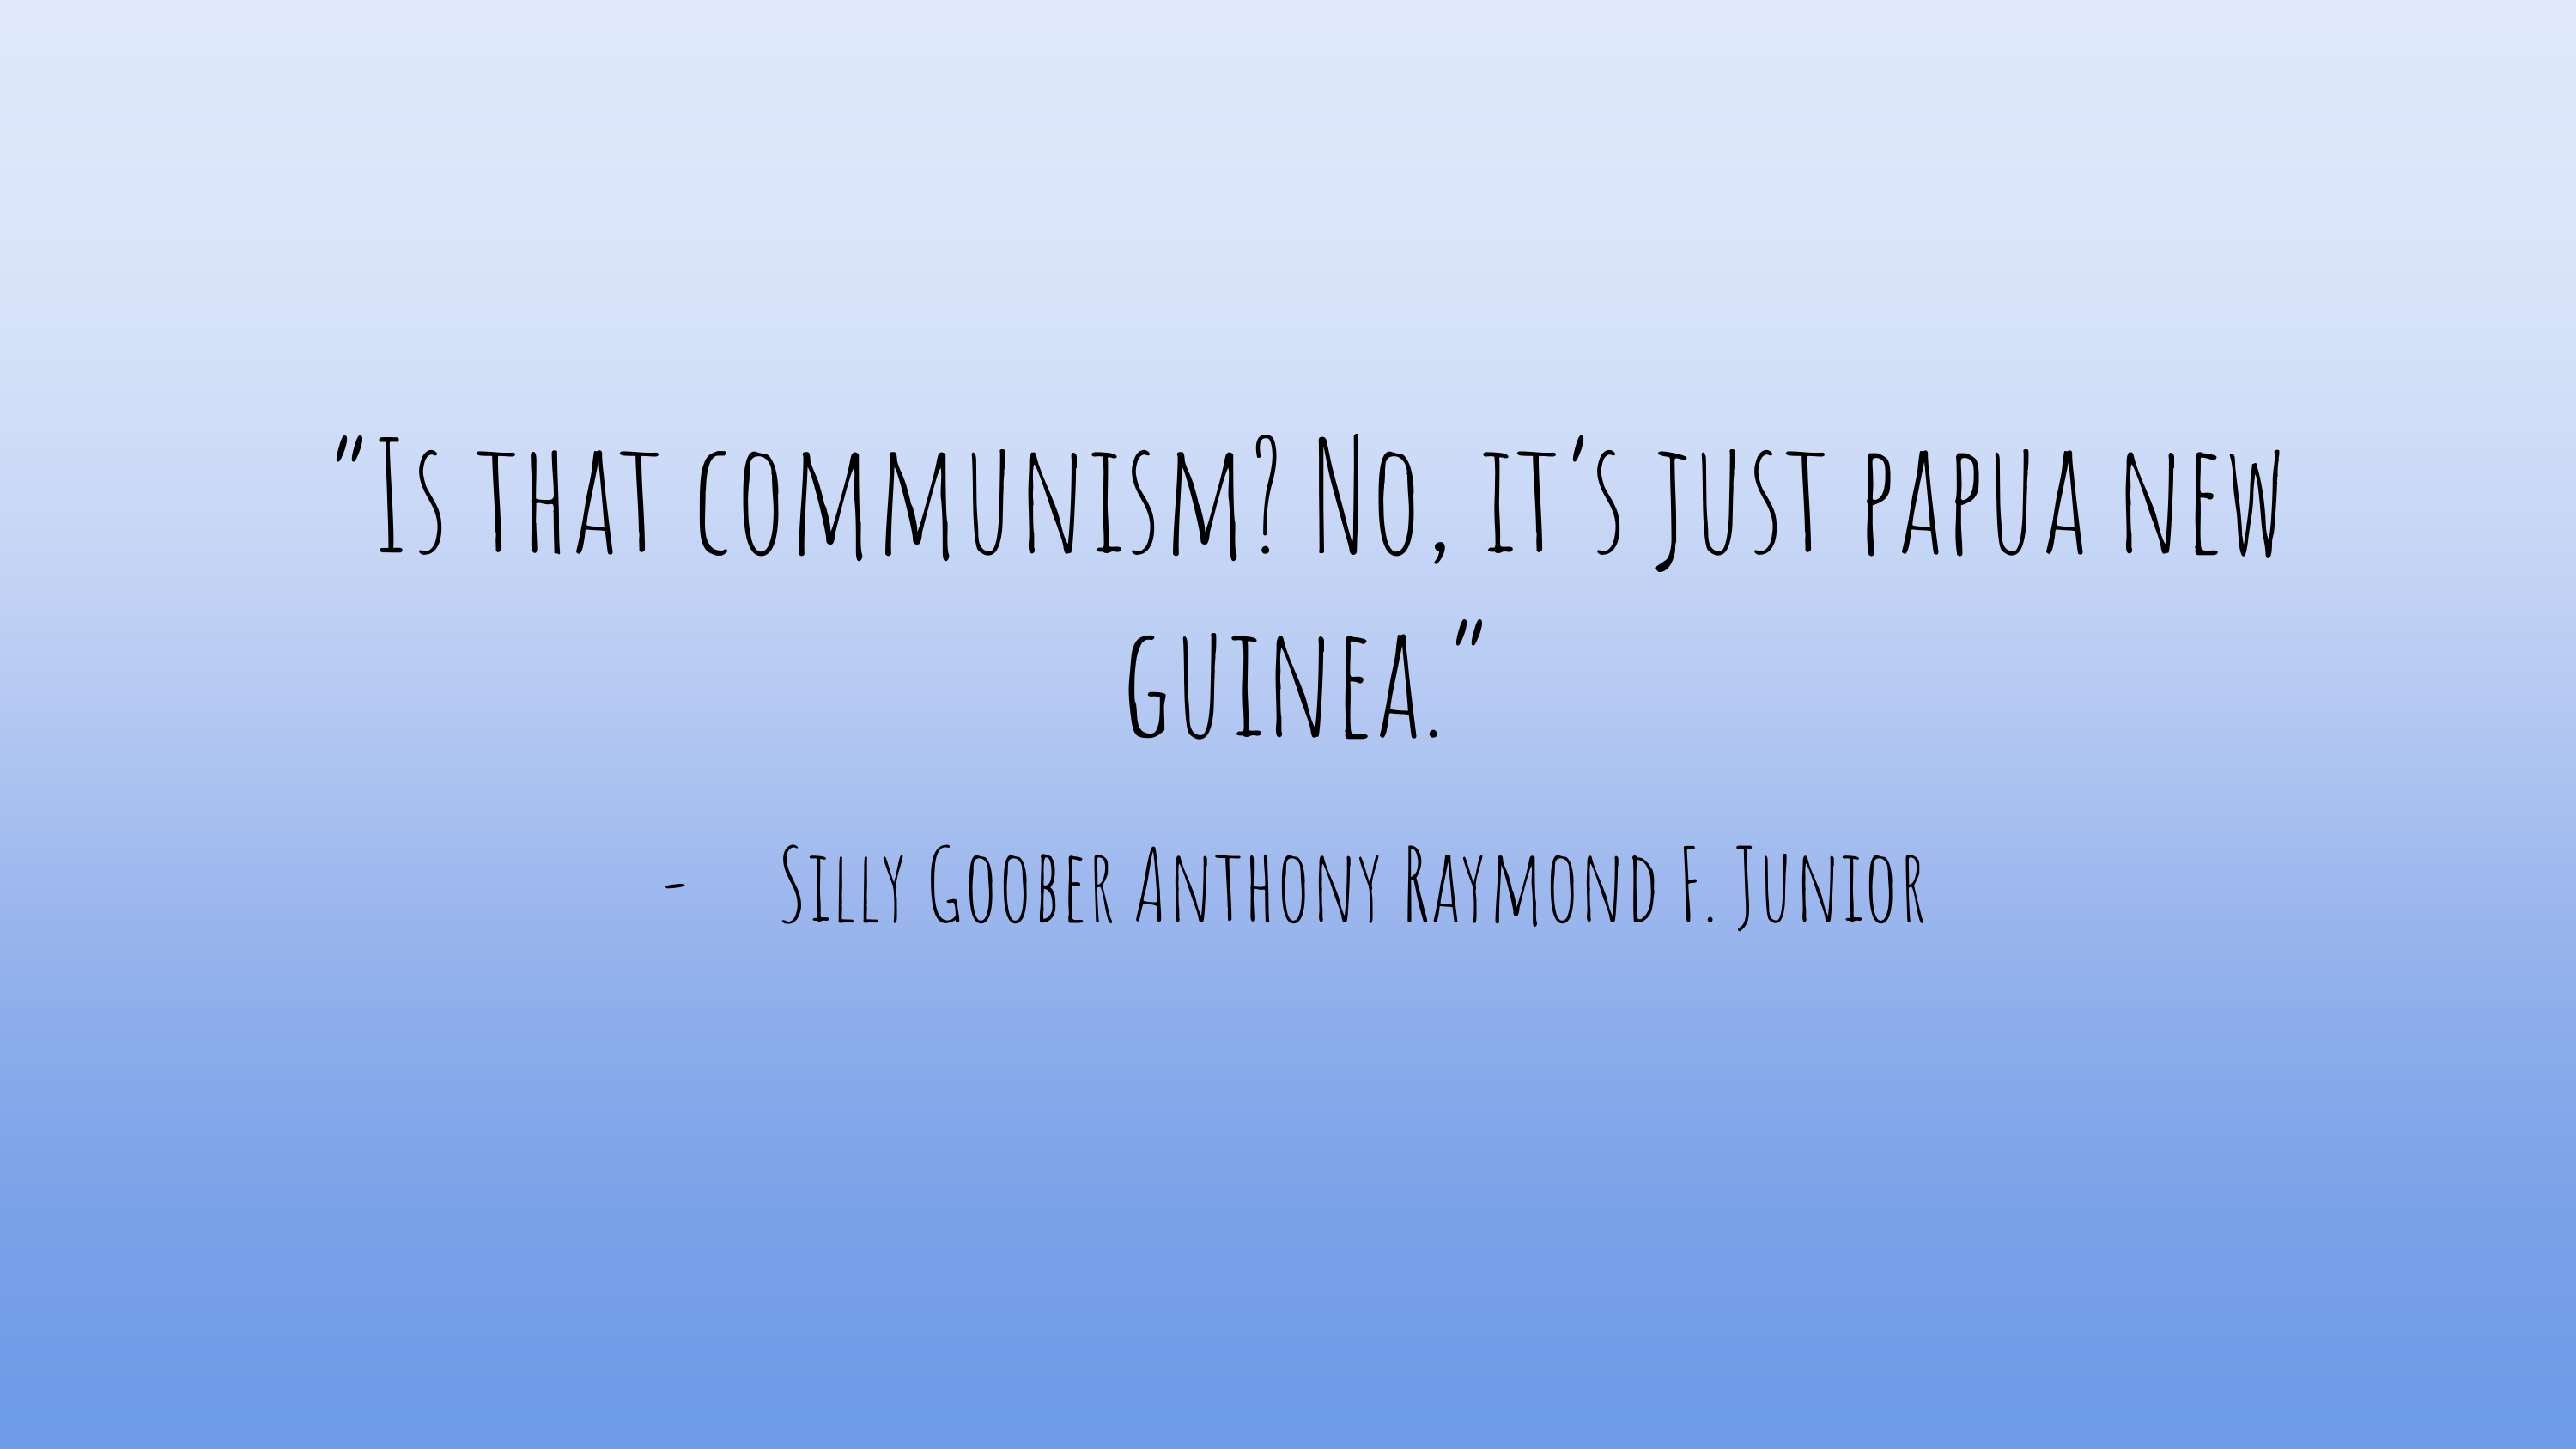 "Is that communism? No, it's just papua new
guinea."
- Silly Goober Anthony Raymond F. Junior